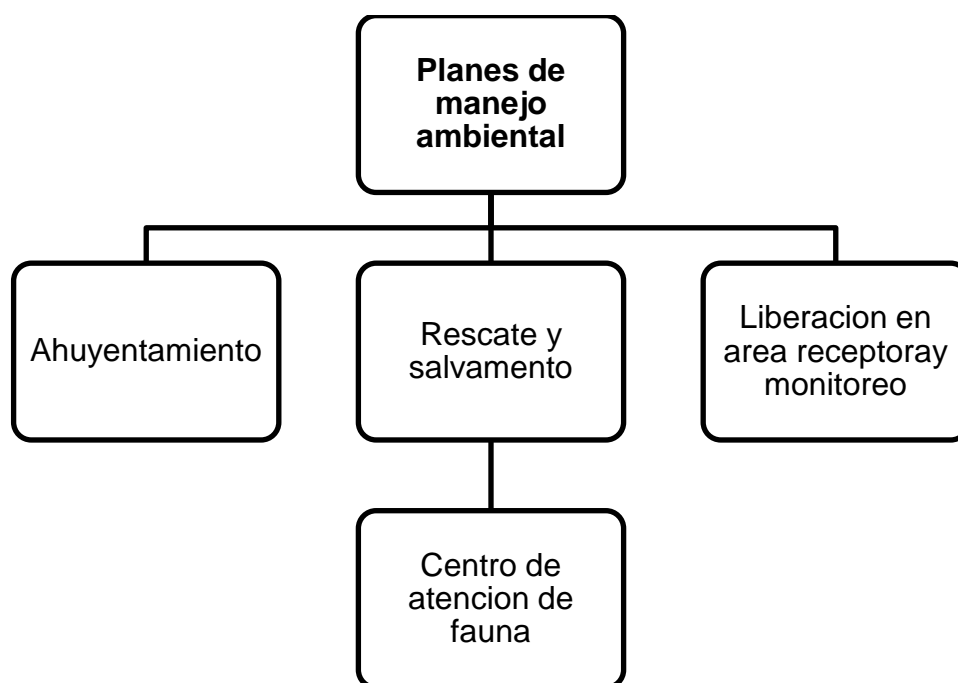 Planes de
manejo
ambiental
Ahuyentamiento
Rescate y
salvamento
Liberacion en
area receptoray
monitoreo
Centro de
atencion de
fauna